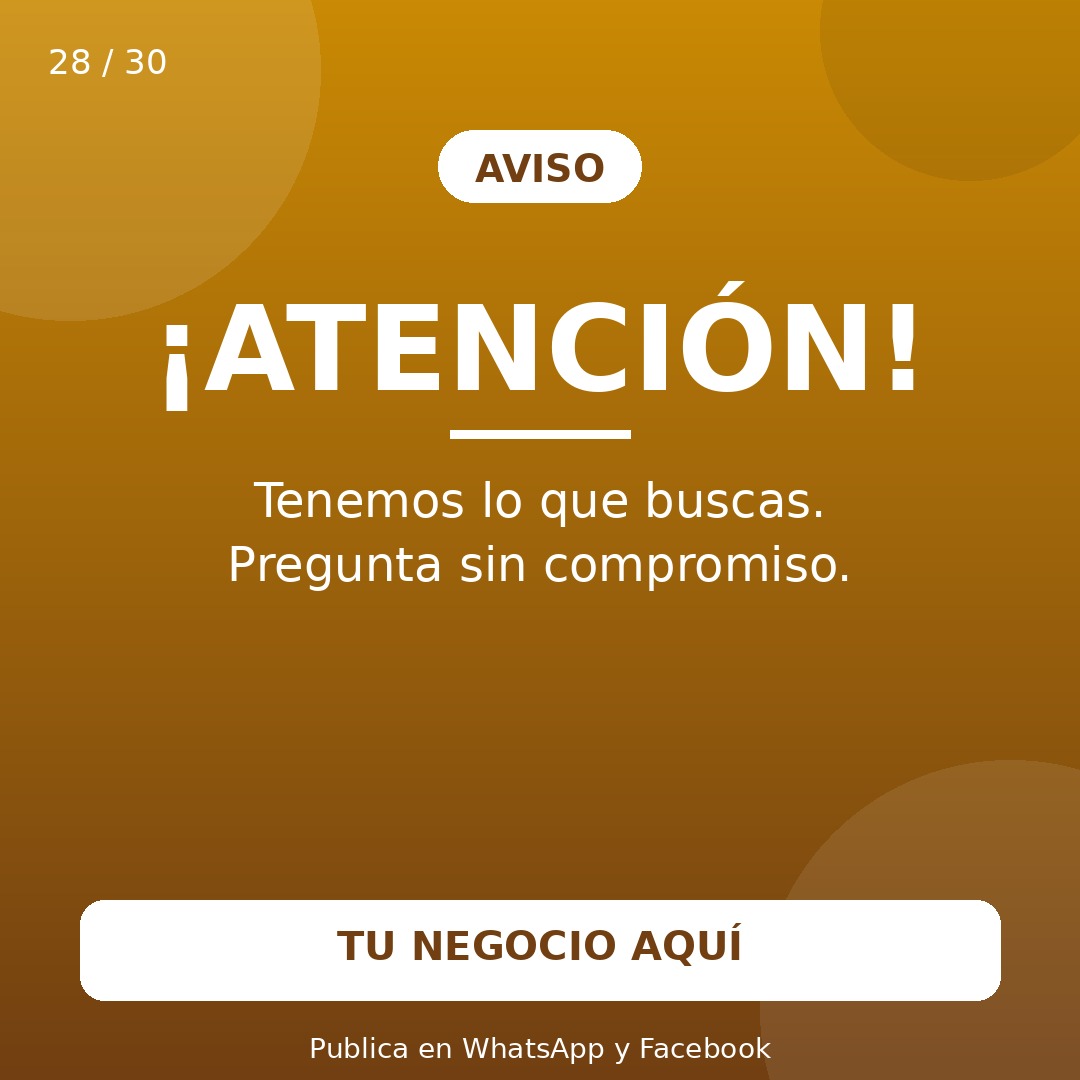 28 / 30
AVISO
¡ATENCIÓN!
Tenemos lo que buscas.
Pregunta sin compromiso.
TU NEGOCIO AQUÍ
Publica en WhatsApp y Facebook